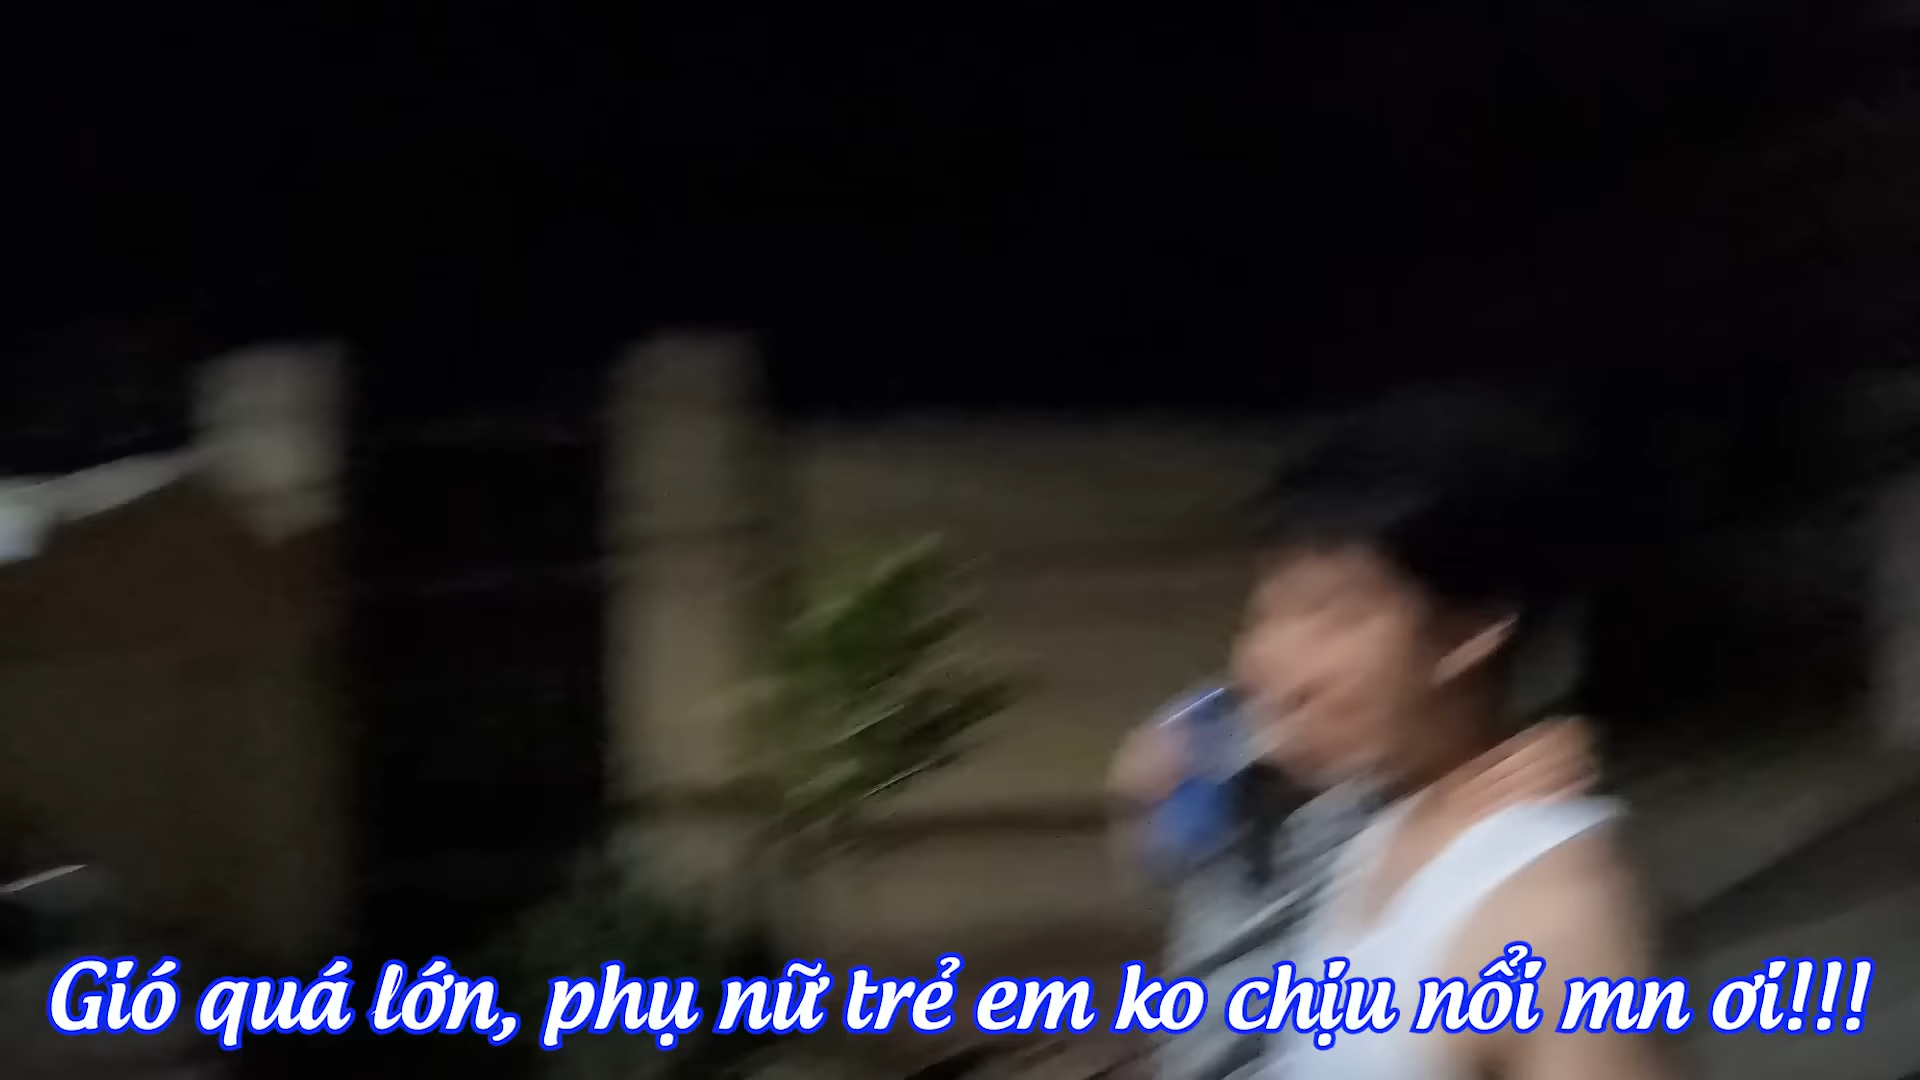 Gió quá lớn, phụ nữ trẻ em ko chịu nổi mn ơi!!!